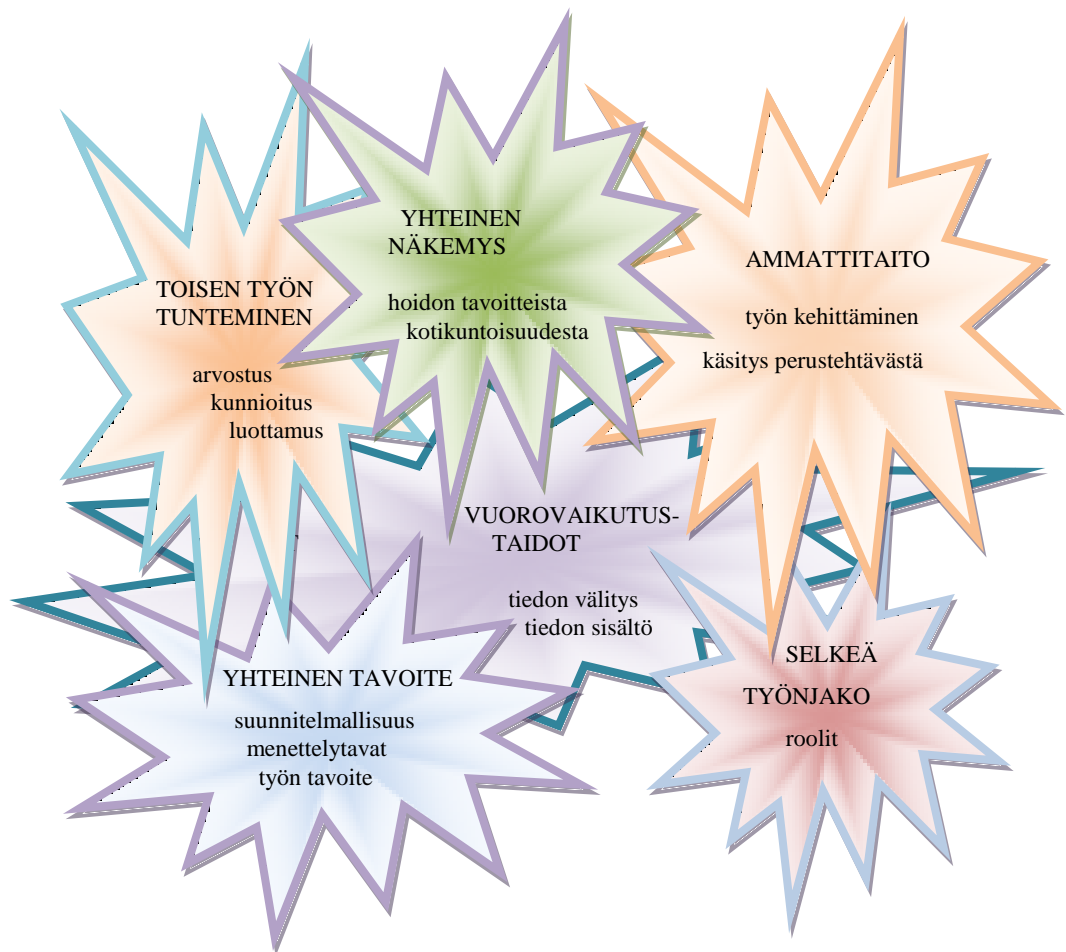 TOISEN TYÖN
TUNTEMINEN
arvostus
kunnioitus
luottamus
YHTEINEN
NÄKEMYS
hoidon tavoitteista
kotikuntoisuudesta
AMMATTITAITO
työn kehittäminen
käsitys perustehtävästä
VUOROVAIKUTUS-
TAIDOT
tiedon välitys
tiedon sisältö
YHTEINEN TAVOITE
suunnitelmallisuus
menettelytavat
työn tavoite
SELKEÄ
TYÖNJAKO
roolit